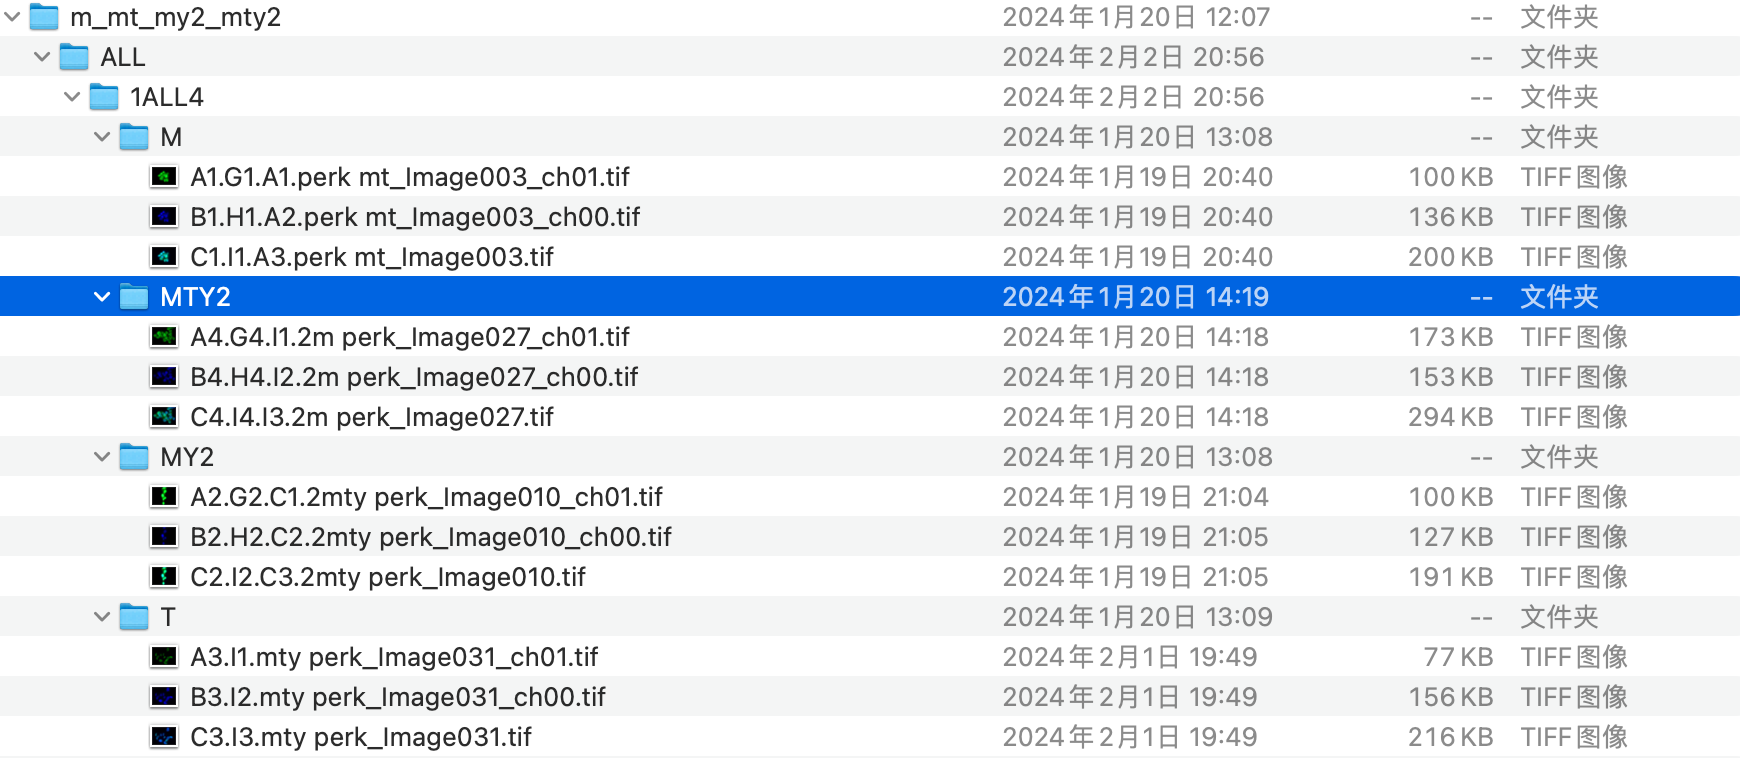 m_mt_my2_mty2 2024年1月20日 12:07 -- 文件夹
ALL 2024年2月2日 20:56 -- 文件夹
1ALL4 2024年2月2日 20:56 -- 文件夹
M 2024年1月20日 13:08 -- 文件夹
A1.G1.A1.perk mt_Image003_ch01.tif 2024年1月19日 20:40 100 KB TIFF图像
B1.H1.A2.perk mt_Image003_ch00.tif 2024年1月19日 20:40 136 KB TIFF图像
C1.I1.A3.perk mt_Image003.tif 2024年1月19日 20:40 200 KB TIFF图像
MTY2 2024年1月20日 14:19 -- 文件夹
A4.G4.I1.2m perk_Image027_ch01.tif 2024年1月20日 14:18 173 KB TIFF图像
B4.H4.I2.2m perk_Image027_ch00.tif 2024年1月20日 14:18 153 KB TIFF图像
C4.I4.I3.2m perk_Image027.tif 2024年1月20日 14:18 294 KB TIFF图像
MY2 2024年1月20日 13:08 -- 文件夹
A2.G2.C1.2mty perk_Image010_ch01.tif 2024年1月19日 21:04 100 KB TIFF图像
B2.H2.C2.2mty perk_Image010_ch00.tif 2024年1月19日 21:05 127 KB TIFF图像
C2.I2.C3.2mty perk_Image010.tif 2024年1月19日 21:05 191 KB TIFF图像
T 2024年1月20日 13:09 -- 文件夹
A3.I1.mty perk_Image031_ch01.tif 2024年2月1日 19:49 77 KB TIFF图像
B3.I2.mty perk_Image031_ch00.tif 2024年2月1日 19:49 156 KB TIFF图像
C3.I3.mty perk_Image031.tif 2024年2月1日 19:49 216 KB TIFF图像